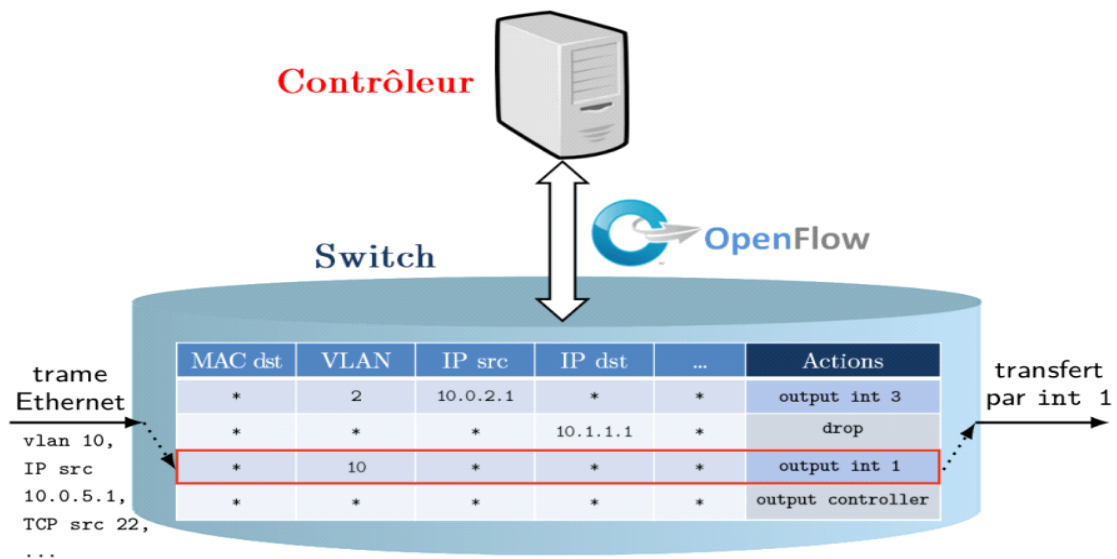 Contrôleur
OpenFlow
Switch
MAC dst VLAN IP src IP dst ... Actions
* 2 10.0.2.1 * * output int 3
* * * 10.1.1.1 * drop
* 10 * * * output int 1
* * * * * output controller
trame
Ethernet
vlan 10,
IP src
10.0.5.1,
TCP src 22,
...
transfert
par int 1